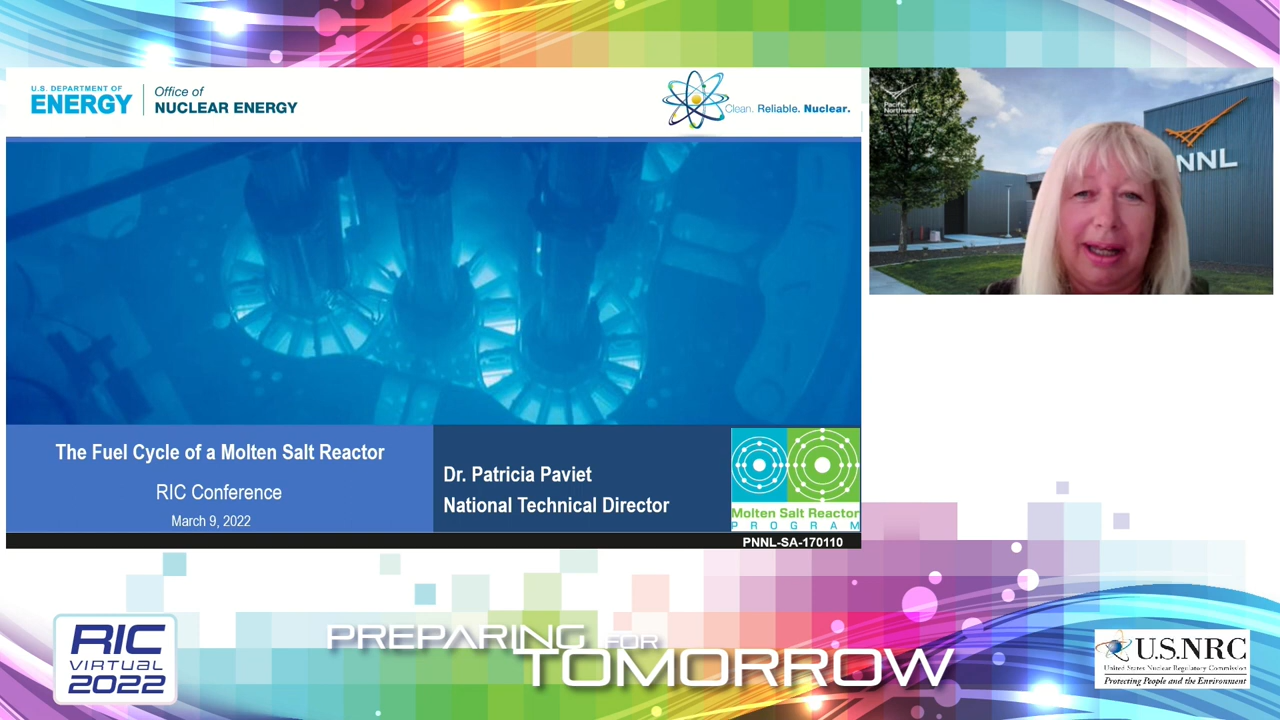 U.S. DEPARTMENT OF
ENERGY
Office of
NUCLEAR ENERGY
Clean. Reliable. Nuclear.
Pacific
Northwest
PNNL
The Fuel Cycle of a Molten Salt Reactor
RIC Conference
March 9, 2022
Dr. Patricia Paviet
National Technical Director
Molten Salt Reactor
PROGRAM
PNNL-SA-170110
RIC
VIRTUAL
2022
PREPARING FOR
TOMORROW
U.S.NRC
United States Nuclear Regulatory Commission
Protecting People and the Environment